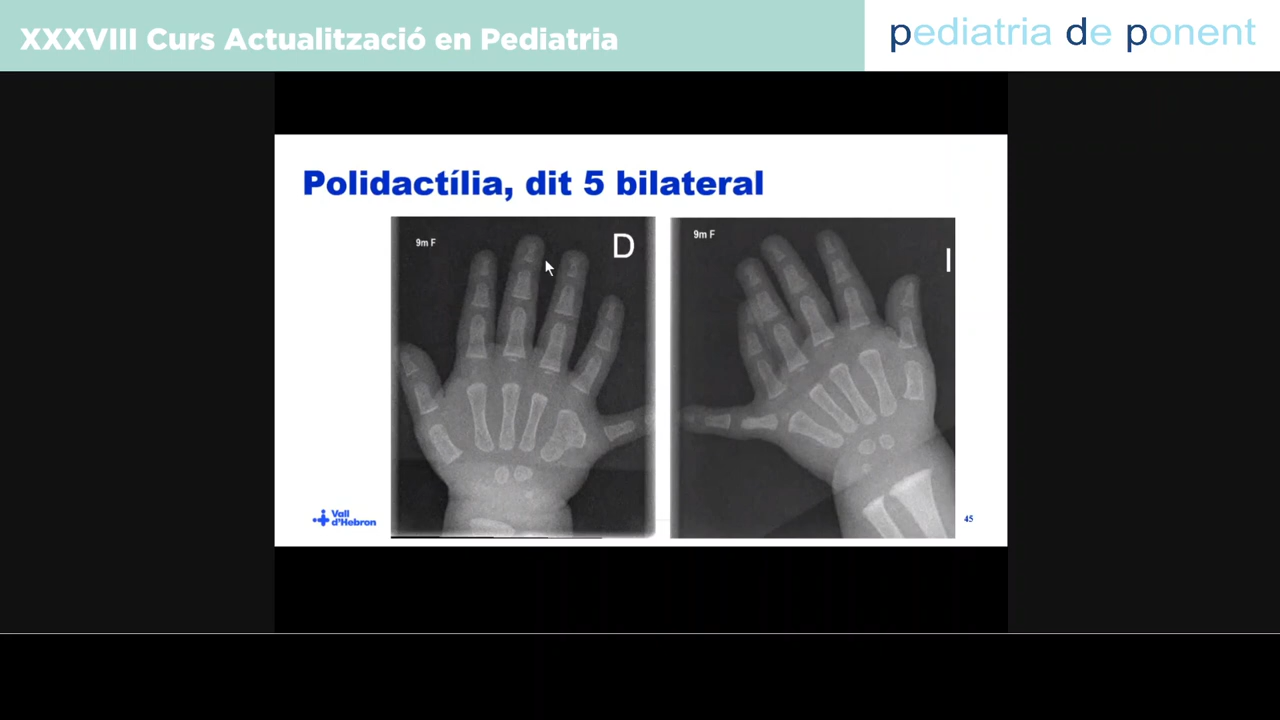 XXXVIII Curs Actualització en Pediatria
pediatria de ponent
Polidactília, dit 5 bilateral
9m F
D
9m F
I
Vall
d'Hebron
45